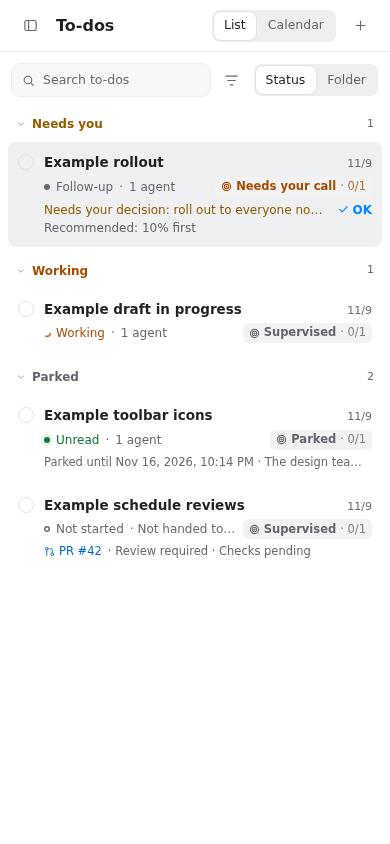 To-dos
List
Calendar
Search to-dos
Status
Folder
Needs you
1
Example rollout
11/9
Follow-up · 1 agent
Needs your call · 0/1
Needs your decision: roll out to everyone no…
OK
Recommended: 10% first
Working
1
Example draft in progress
11/9
Working · 1 agent
Supervised · 0/1
Parked
2
Example toolbar icons
11/9
Unread · 1 agent
Parked · 0/1
Parked until Nov 16, 2026, 10:14 PM · The design tea…
Example schedule reviews
11/9
Not started · Not handed to…
Supervised · 0/1
PR #42 · Review required · Checks pending